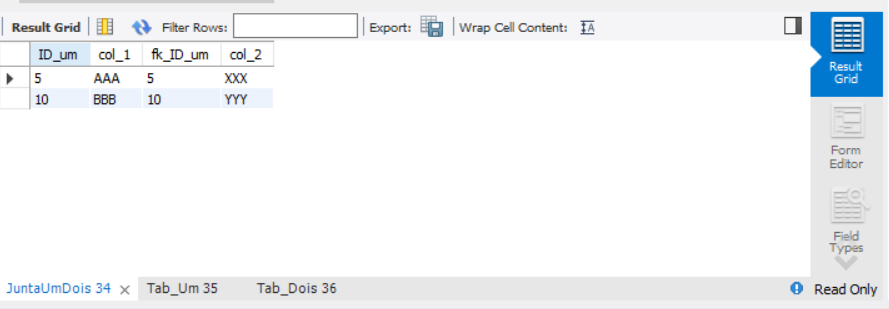 Result Grid Filter Rows: Export: Wrap Cell Content:
ID_um col_1 fk_ID_um col_2
5 AAA 5 XXX
10 BBB 10 YYY
Result
Grid
Form
Editor
Field
Types
JuntaUmDois 34 × Tab_Um 35 Tab_Dois 36 Read Only